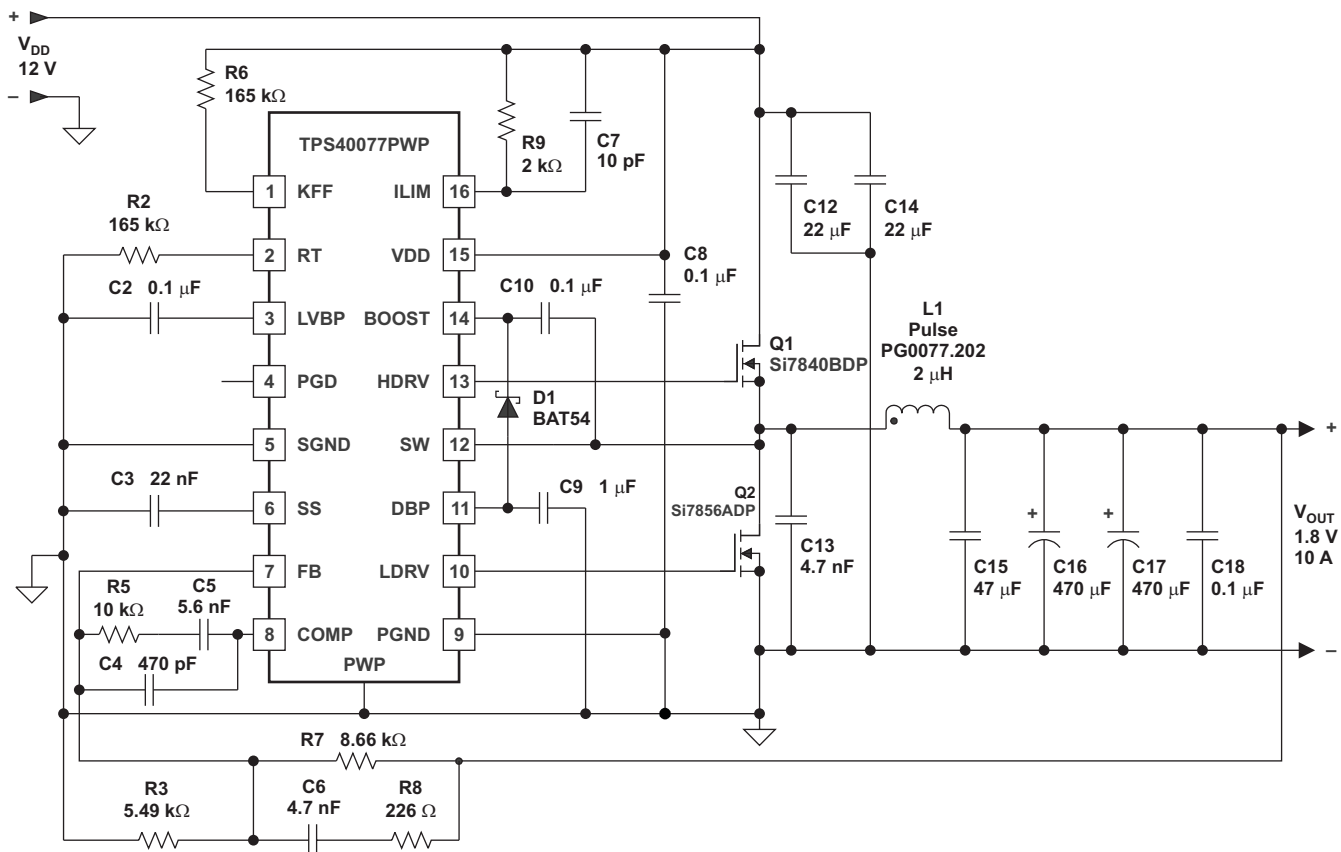 +
V_DD
12 V
–
R6
165 kΩ
TPS40077PWP
R9
2 kΩ
C7
10 pF
1 KFF
ILIM 16
R2
165 kΩ
C12
22 μF
C14
22 μF
2 RT
VDD 15
C8
0.1 μF
C2 0.1 μF
C10 0.1 μF
3 LVBP
BOOST 14
L1
Pulse
PG0077.202
2 μH
Q1
Si7840BDP
4 PGD
HDRV 13
D1
BAT54
+
5 SGND
SW 12
C3 22 nF
C9 1 μF
Q2
Si7856ADP
6 SS
DBP 11
+
+
V_OUT
1.8 V
10 A
C13
4.7 nF
C15
47 μF
C16
470 μF
C17
470 μF
C18
0.1 μF
7 FB
LDRV 10
R5
10 kΩ
C5
5.6 nF
8 COMP
PGND 9
–
C4 470 pF
PWP
R7 8.66 kΩ
R3
5.49 kΩ
C6
4.7 nF
R8
226 Ω